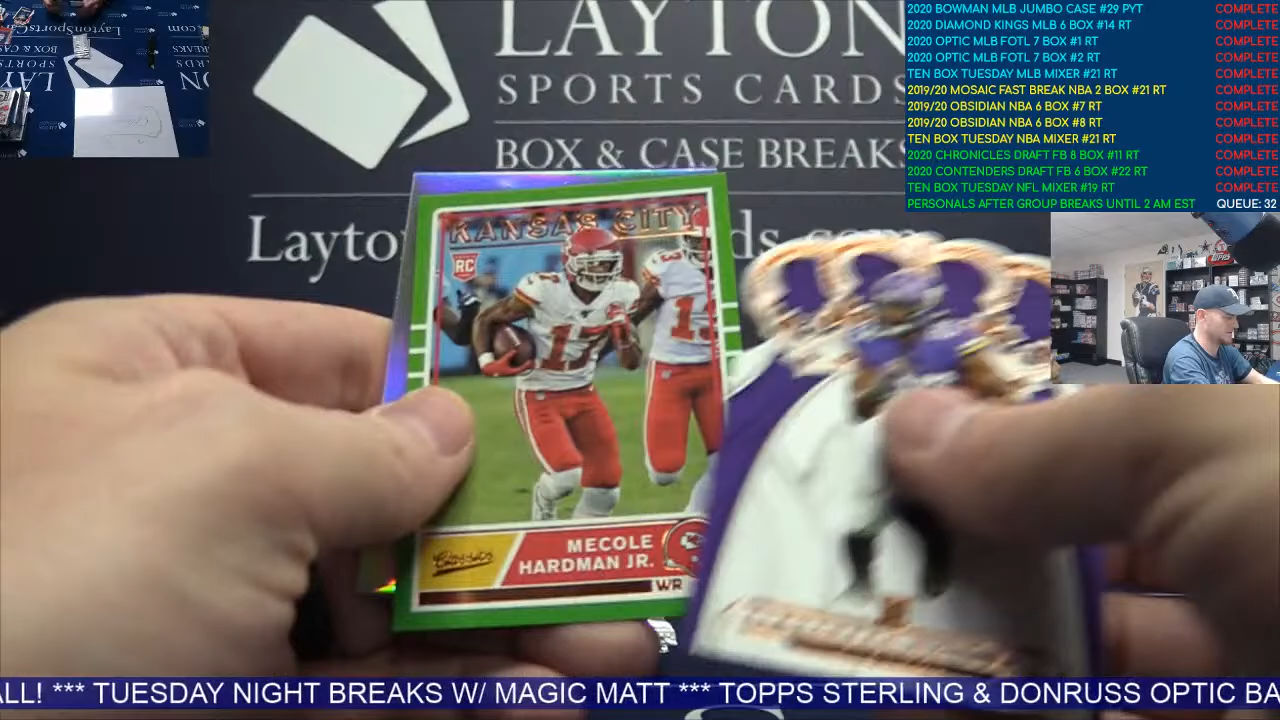 2020 BOWMAN MLB JUMBO CASE #29 PYT COMPLETE
2020 DIAMOND KINGS MLB 6 BOX #14 RT COMPLETE
2020 OPTIC MLB FOTL 7 BOX #1 RT COMPLETE
2020 OPTIC MLB FOTL 7 BOX #2 RT COMPLETE
TEN BOX TUESDAY MLB MIXER #21 RT COMPLETE
2019/20 MOSAIC FAST BREAK NBA 2 BOX #21 RT COMPLETE
2019/20 OBSIDIAN NBA 6 BOX #7 RT COMPLETE
2019/20 OBSIDIAN NBA 6 BOX #8 RT COMPLETE
TEN BOX TUESDAY NBA MIXER #21 RT COMPLETE
2020 CHRONICLES DRAFT FB 8 BOX #11 RT COMPLETE
2020 CONTENDERS DRAFT FB 6 BOX #22 RT COMPLETE
TEN BOX TUESDAY NFL MIXER #19 RT COMPLETE
PERSONALS AFTER GROUP BREAKS UNTIL 2 AM EST QUEUE: 32
LAYTON
SPORTS CARDS
BOX & CASE BREAKS
Layto ds.com
KANSAS CITY
RC
17
13
Classics
MECOLE
HARDMAN JR.
WR
ALL! *** TUESDAY NIGHT BREAKS W/ MAGIC MATT *** TOPPS STERLING & DONRUSS OPTIC BA